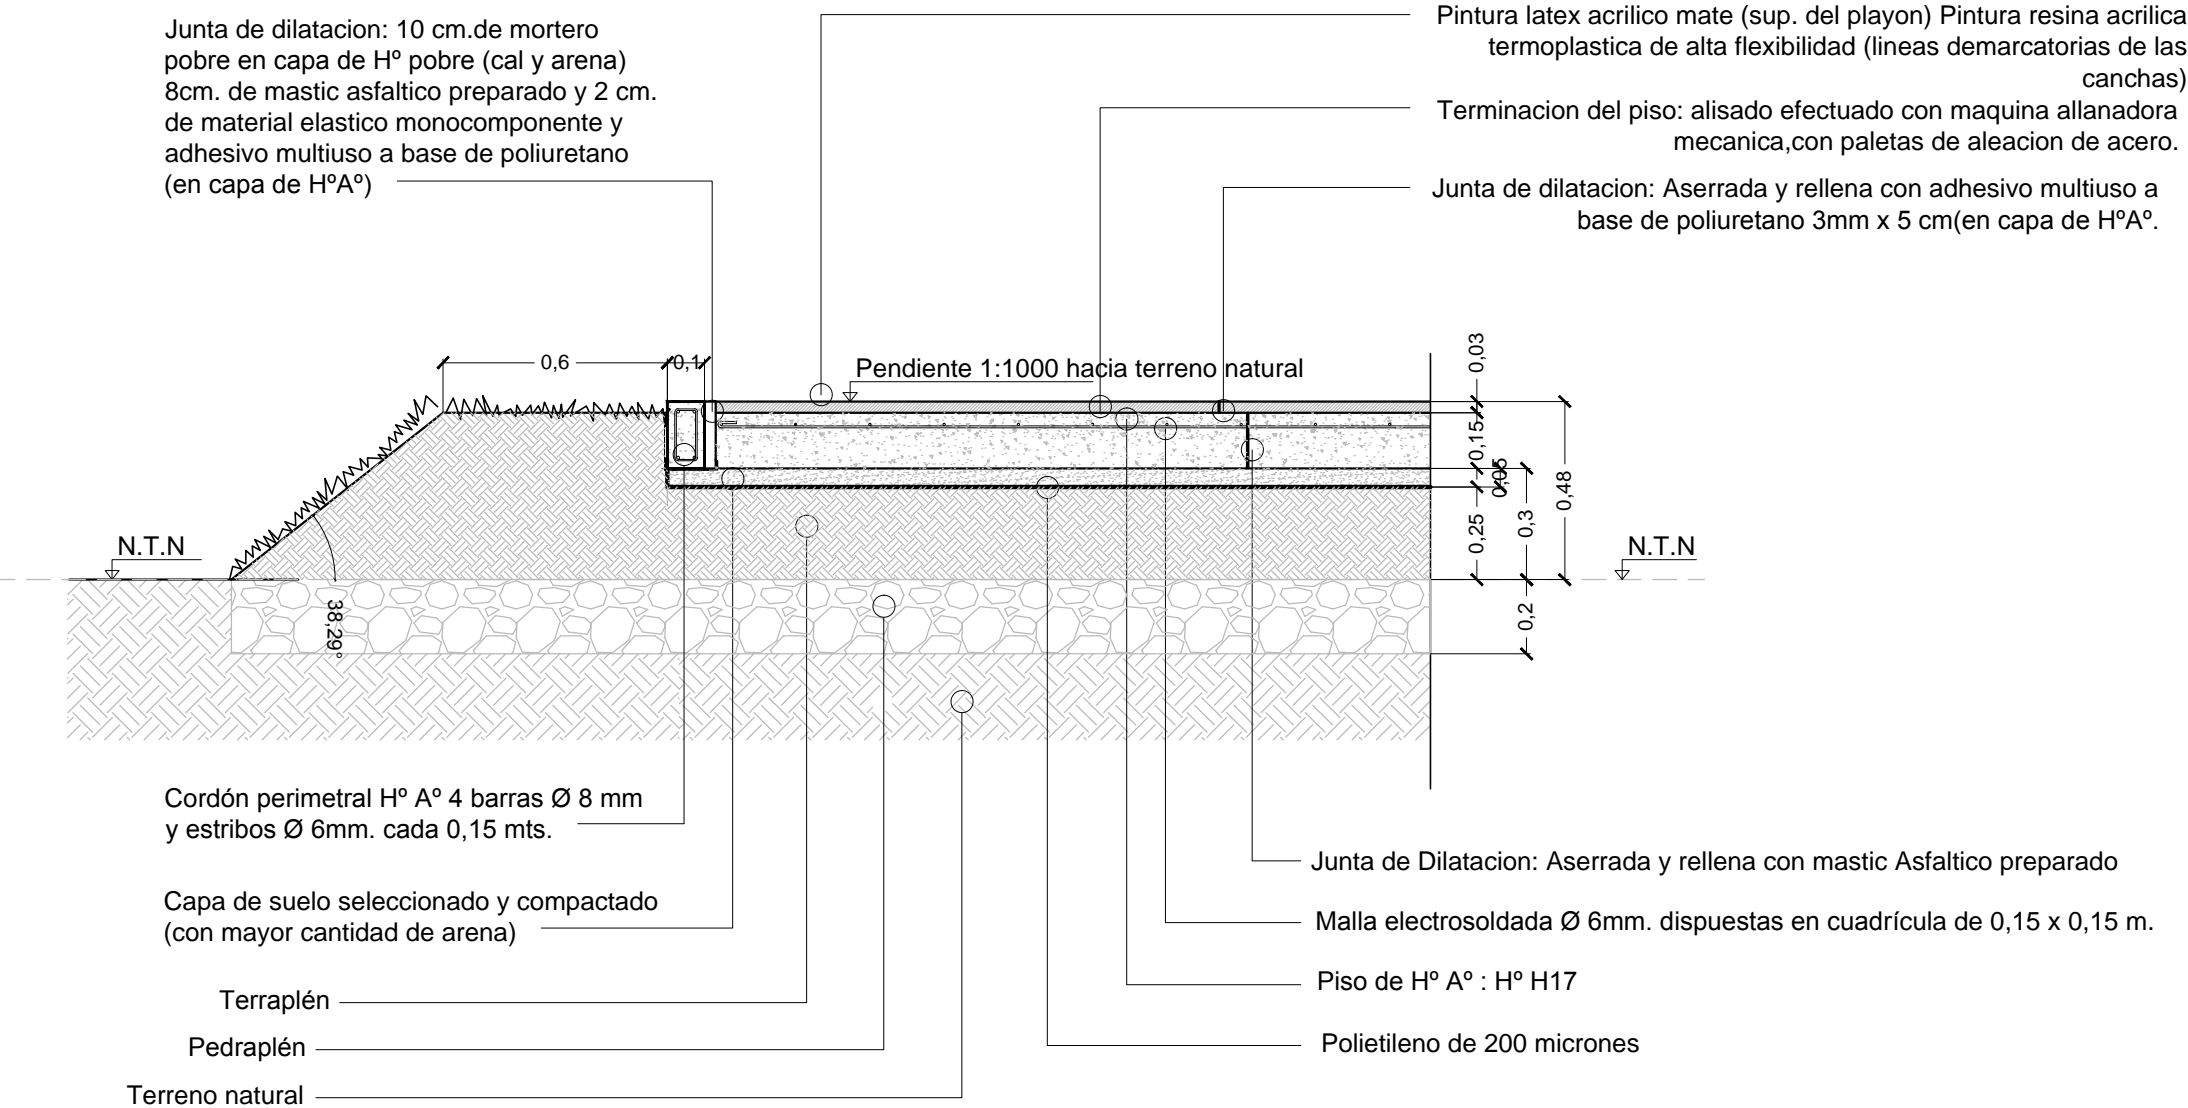 Junta de dilatacion: 10 cm.de mortero
pobre en capa de Hº pobre (cal y arena)
8cm. de mastic asfaltico preparado y 2 cm.
de material elastico monocomponente y
adhesivo multiuso a base de poliuretano
(en capa de HºAº)
Pintura latex acrilico mate (sup. del playon) Pintura resina acrilica
termoplastica de alta flexibilidad (lineas demarcatorias de las
canchas)
Terminacion del piso: alisado efectuado con maquina allanadora
mecanica,con paletas de aleacion de acero.
Junta de dilatacion: Aserrada y rellena con adhesivo multiuso a
base de poliuretano 3mm x 5 cm(en capa de HºAº.
0,6
0,1
Pendiente 1:1000 hacia terreno natural
0,03
0,15
0,05
0,48
0,25
0,3
0,2
N.T.N
N.T.N
38,29°
Cordón perimetral Hº Aº 4 barras Ø 8 mm
y estribos Ø 6mm. cada 0,15 mts.
Capa de suelo seleccionado y compactado
(con mayor cantidad de arena)
Terraplén
Pedraplén
Terreno natural
Junta de Dilatacion: Aserrada y rellena con mastic Asfaltico preparado
Malla electrosoldada Ø 6mm. dispuestas en cuadrícula de 0,15 x 0,15 m.
Piso de Hº Aº : Hº H17
Polietileno de 200 micrones